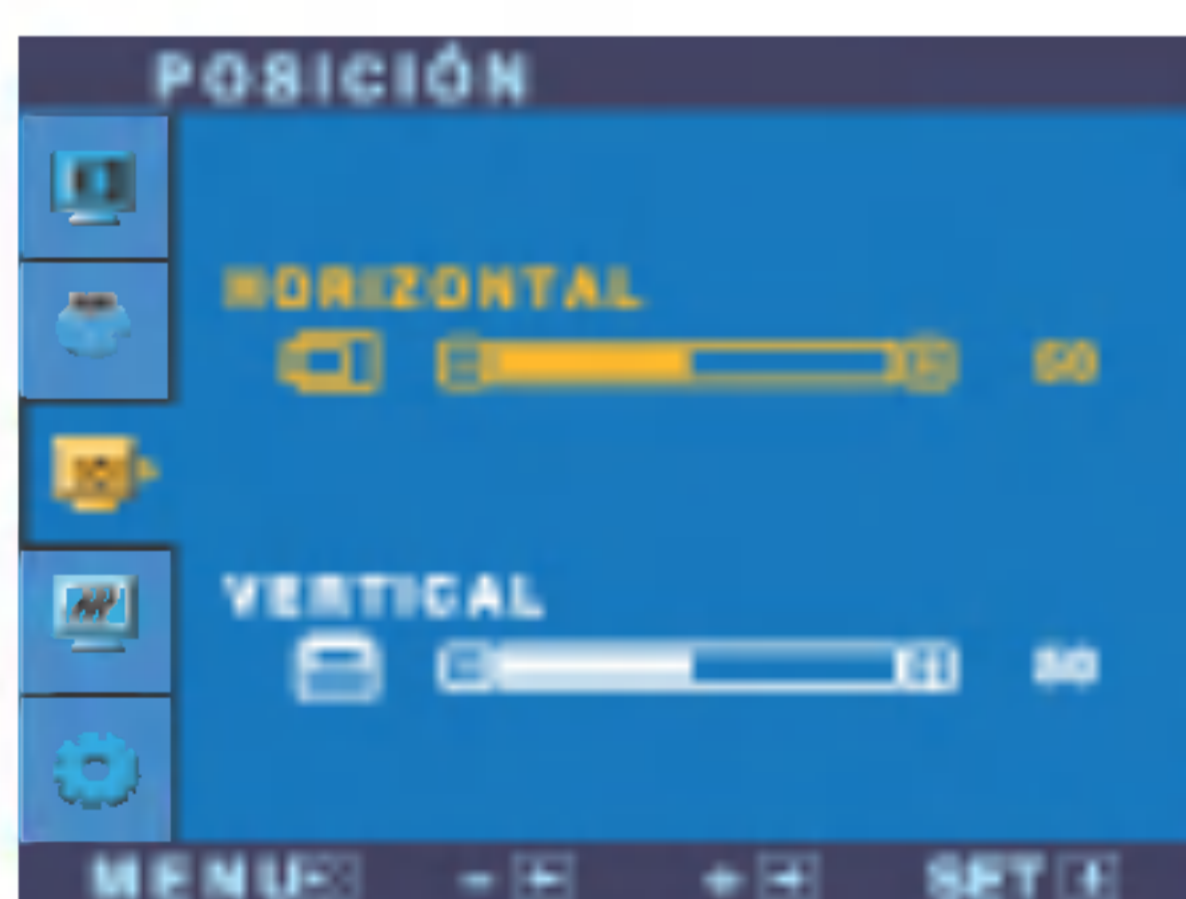 POSICIÓN
HORIZONTAL
50
VERTICAL
50
MENU - + SET